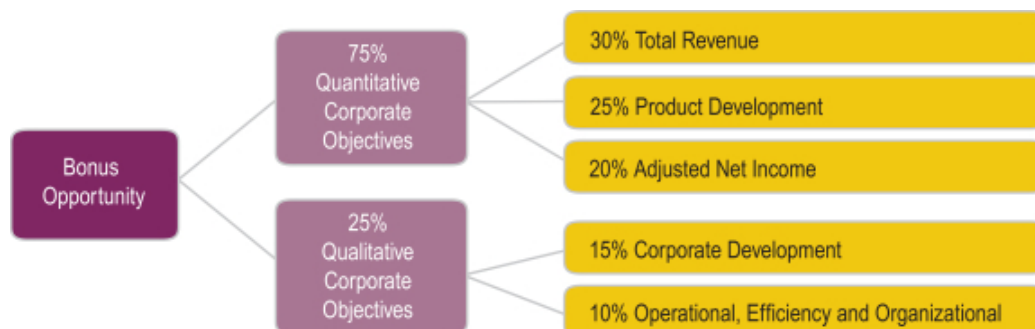 Bonus
Opportunity
75%
Quantitative
Corporate
Objectives
30% Total Revenue
25% Product Development
20% Adjusted Net Income
25%
Qualitative
Corporate
Objectives
15% Corporate Development
10% Operational, Efficiency and Organizational